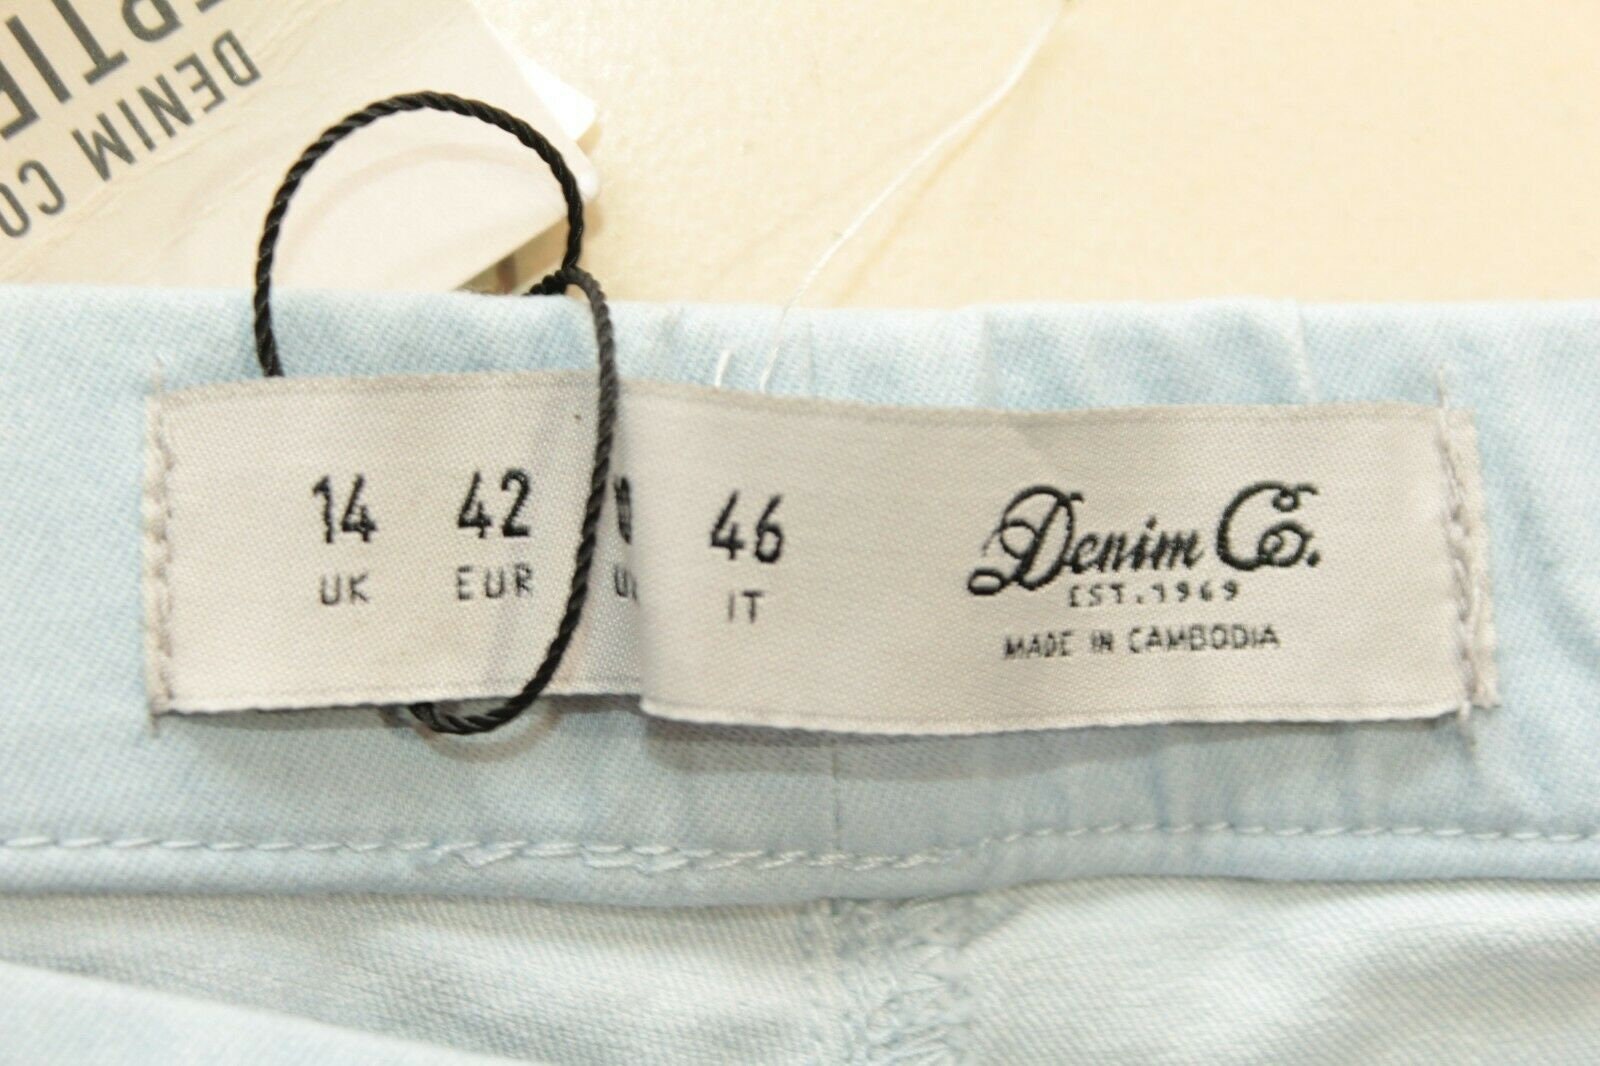 DENIM CO
14 42 46
UK EUR IT
Denim Co.
EST. 1969
MADE IN CAMBODIA